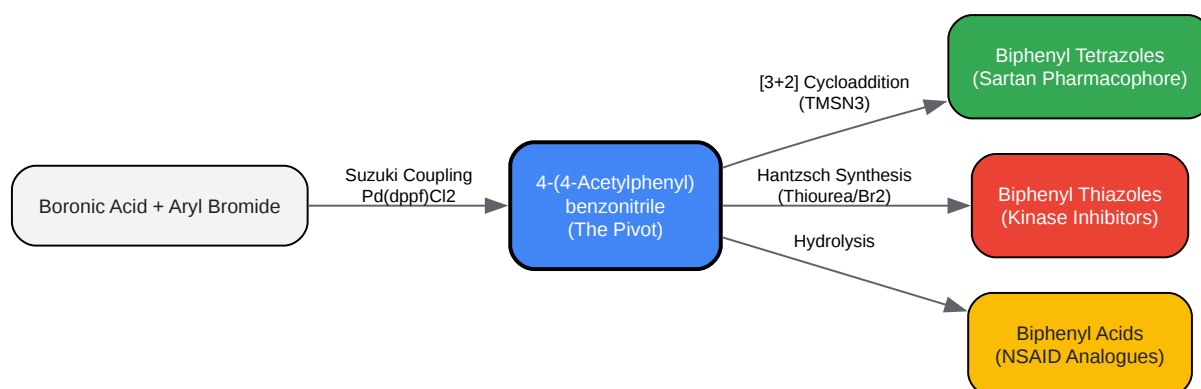 Boronic Acid + Aryl Bromide
Suzuki Coupling
Pd(dppf)Cl2
4-(4-Acetylphenyl)
benzonitrile
(The Pivot)
[3+2] Cycloaddition
(TMSN3)
Biphenyl Tetrazoles
(Sartan Pharmacophore)
Hantzsch Synthesis
(Thiourea/Br2)
Biphenyl Thiazoles
(Kinase Inhibitors)
Hydrolysis
Biphenyl Acids
(NSAID Analogues)